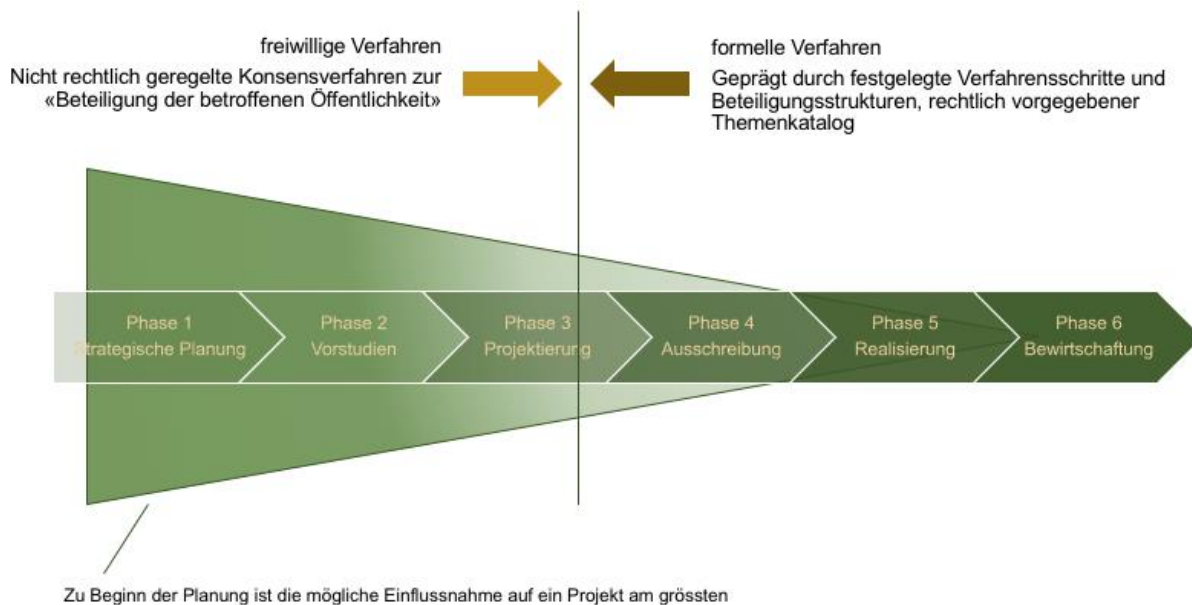 freiwillige Verfahren
Nicht rechtlich geregelte Konsensverfahren zur
«Beteiligung der betroffenen Öffentlichkeit»
formelle Verfahren
Geprägt durch festgelegte Verfahrensschritte und
Beteiligungsstrukturen, rechtlich vorgegebener
Themenkatalog
Phase 1
Strategische Planung
Phase 2
Vorstudien
Phase 3
Projektierung
Phase 4
Ausschreibung
Phase 5
Realisierung
Phase 6
Bewirtschaftung
Zu Beginn der Planung ist die mögliche Einflussnahme auf ein Projekt am grössten